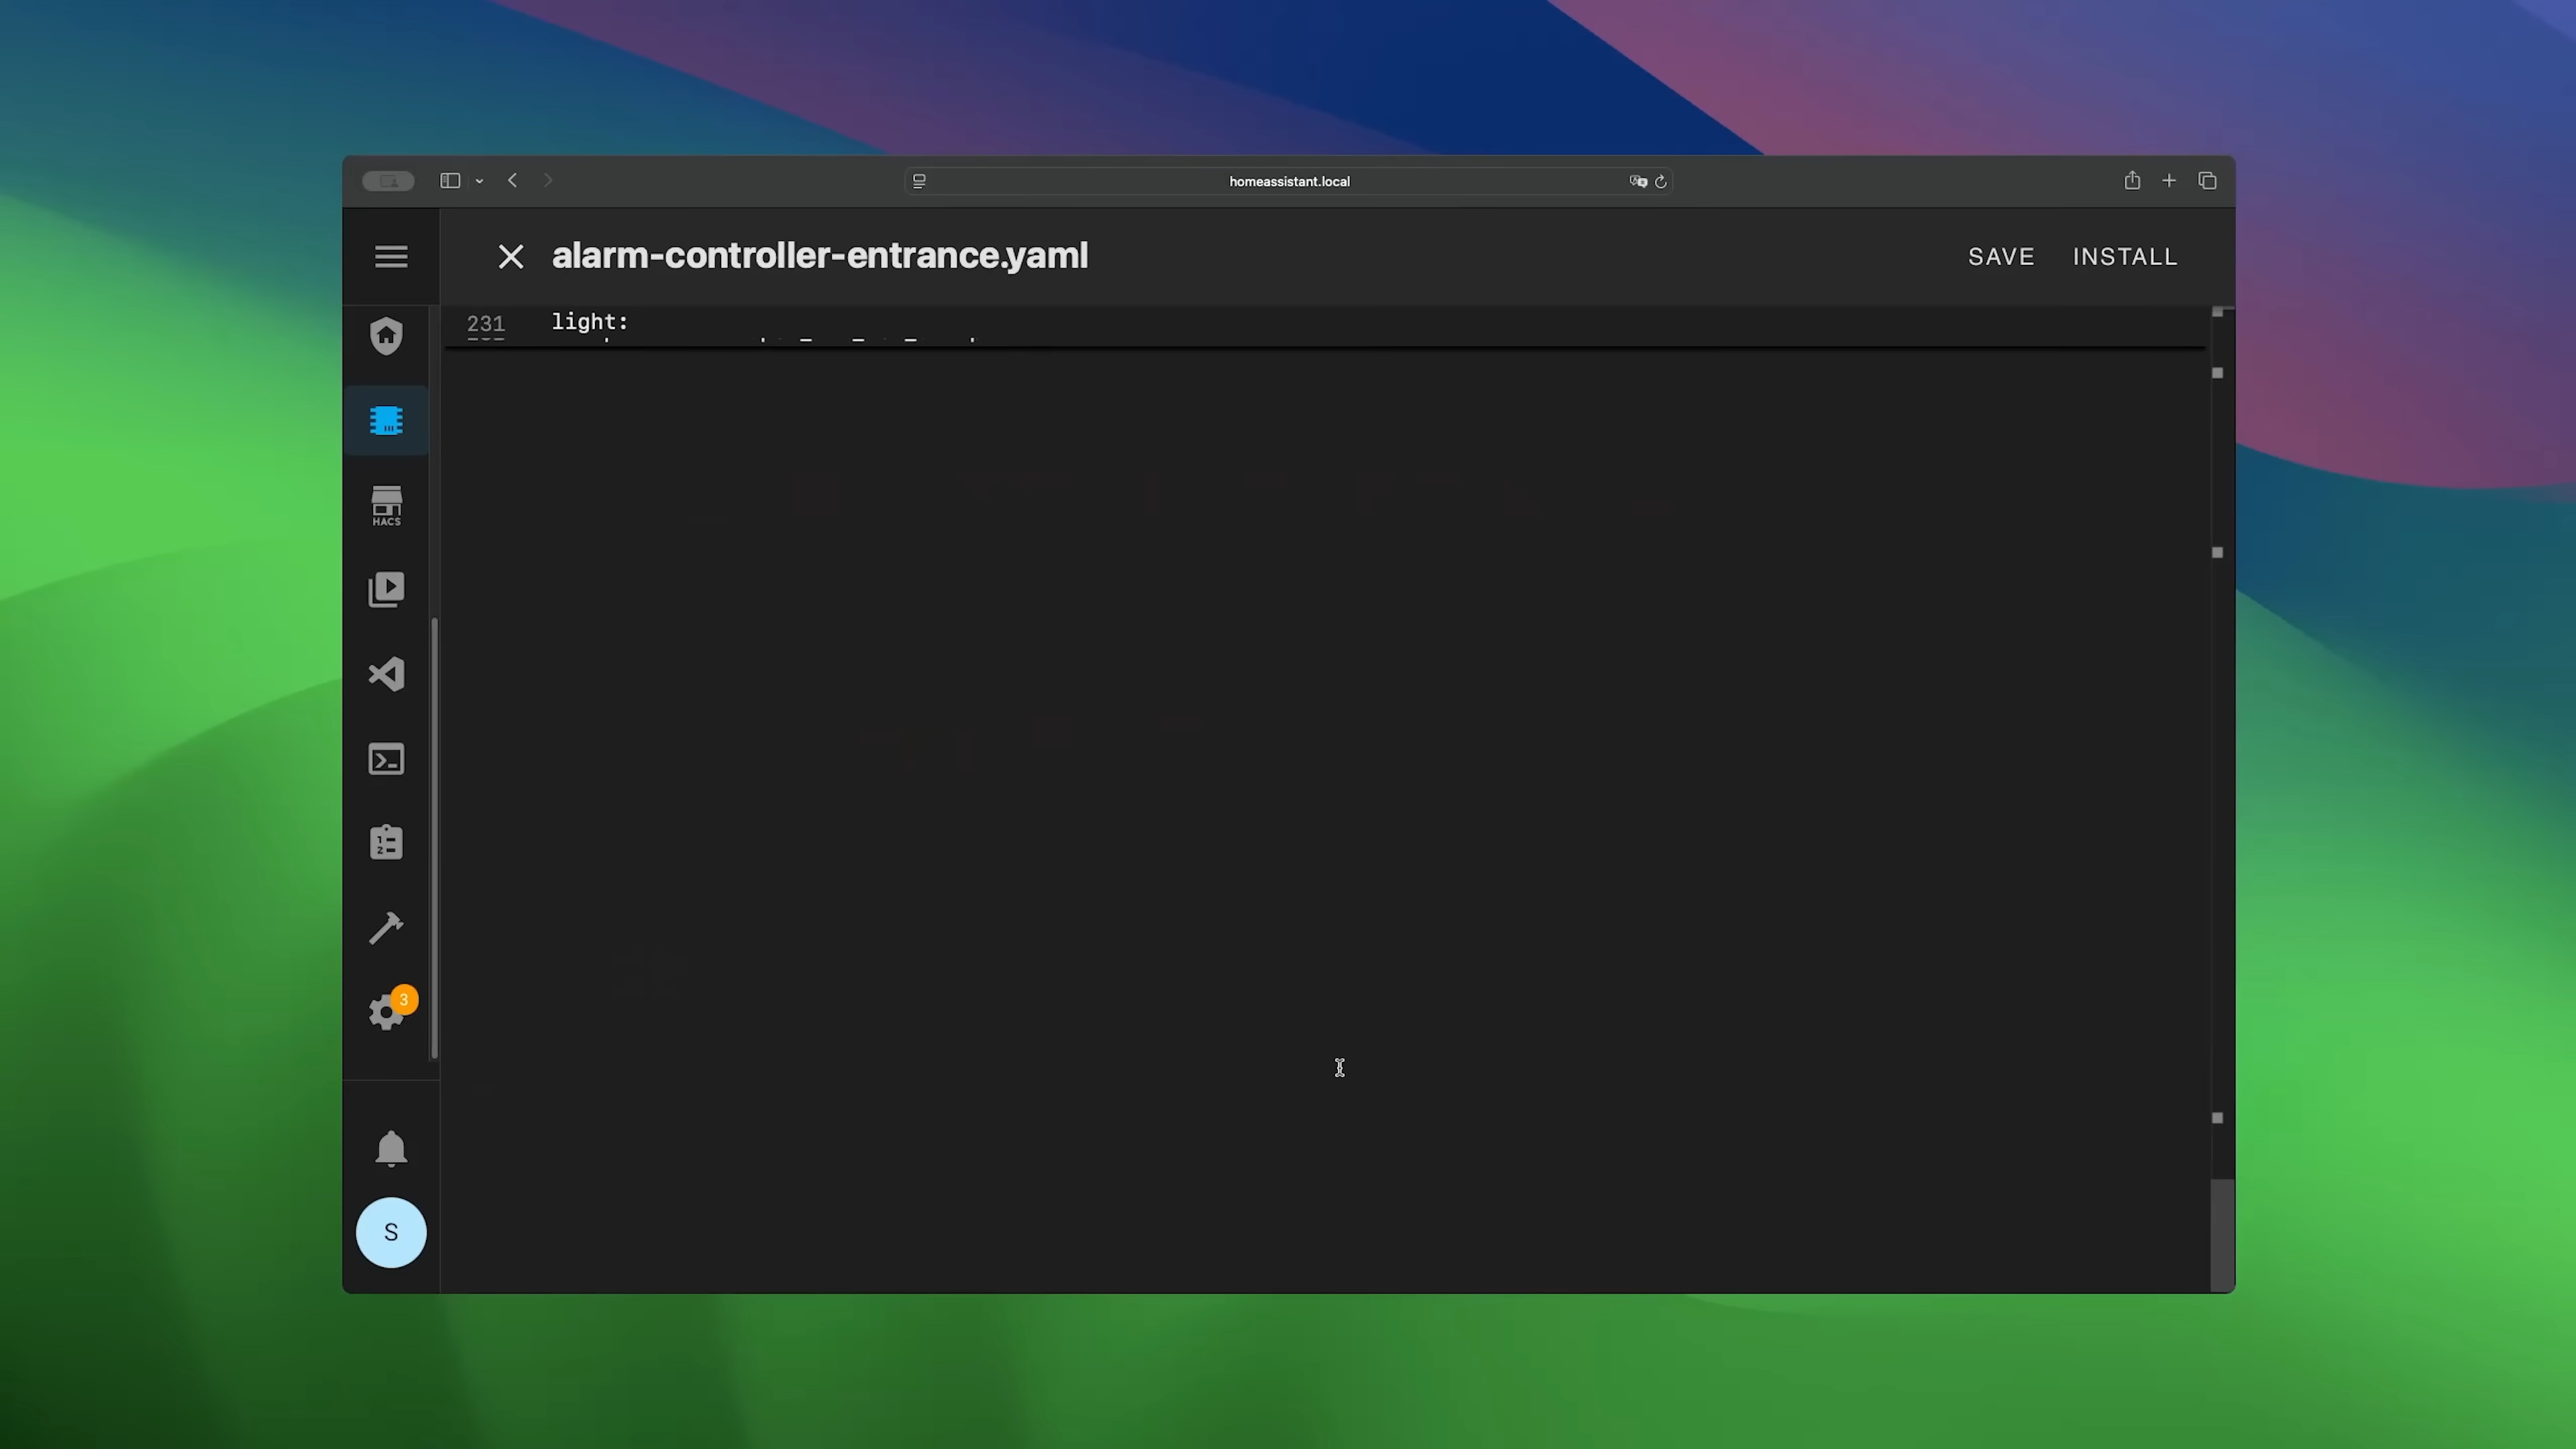 homeassistant.local
alarm-controller-entrance.yaml
SAVE
INSTALL
231
light:
HACS
3
S